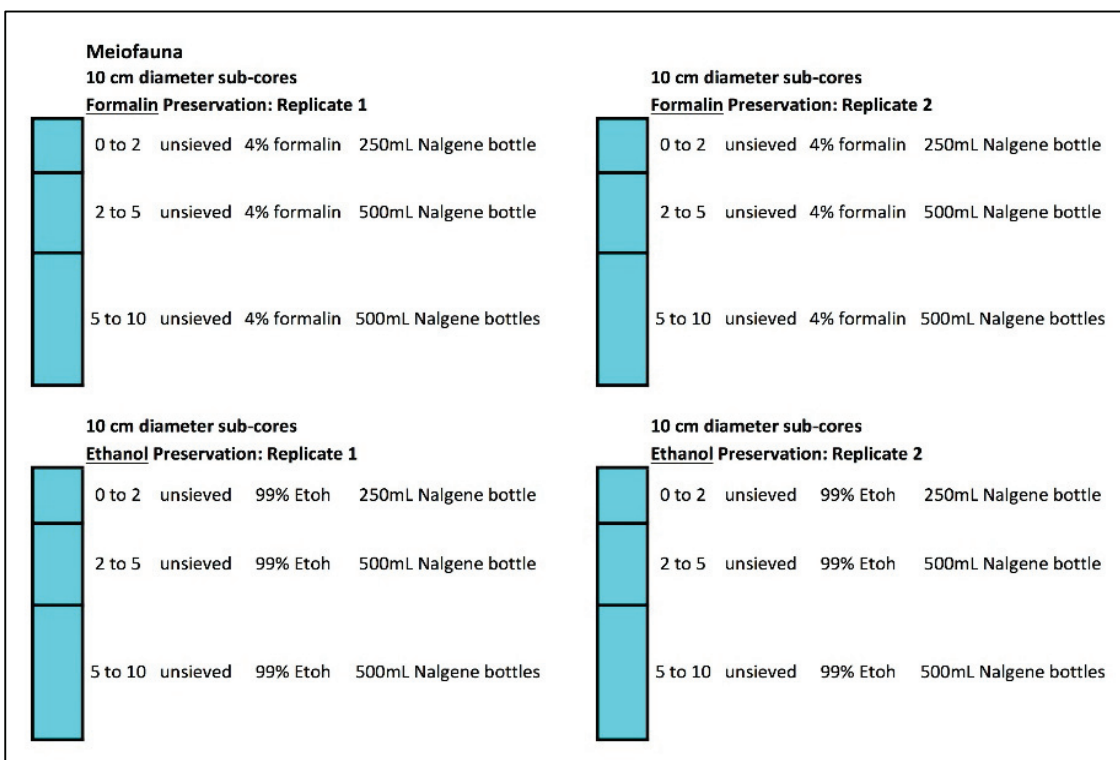 Meiofauna
10 cm diameter sub-cores
Formalin Preservation: Replicate 1
0 to 2 unsieved 4% formalin 250mL Nalgene bottle
2 to 5 unsieved 4% formalin 500mL Nalgene bottle
5 to 10 unsieved 4% formalin 500mL Nalgene bottles
10 cm diameter sub-cores
Formalin Preservation: Replicate 2
0 to 2 unsieved 4% formalin 250mL Nalgene bottle
2 to 5 unsieved 4% formalin 500mL Nalgene bottle
5 to 10 unsieved 4% formalin 500mL Nalgene bottles
10 cm diameter sub-cores
Ethanol Preservation: Replicate 1
0 to 2 unsieved 99% Etoh 250mL Nalgene bottle
2 to 5 unsieved 99% Etoh 500mL Nalgene bottle
5 to 10 unsieved 99% Etoh 500mL Nalgene bottles
10 cm diameter sub-cores
Ethanol Preservation: Replicate 2
0 to 2 unsieved 99% Etoh 250mL Nalgene bottle
2 to 5 unsieved 99% Etoh 500mL Nalgene bottle
5 to 10 unsieved 99% Etoh 500mL Nalgene bottles